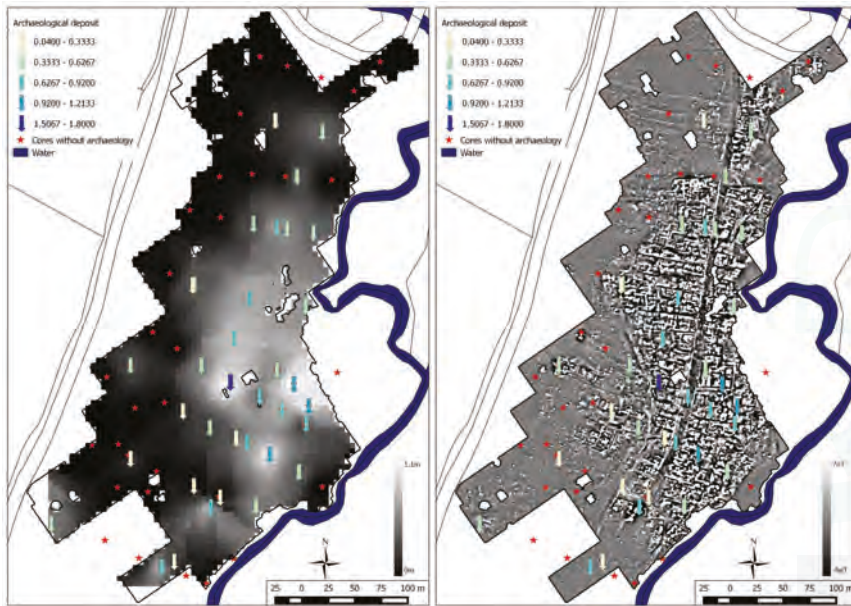 Archaeological deposit
0.0400 - 0.3333
0.3333 - 0.6267
0.6267 - 0.9200
0.9200 - 1.2133
1.5067 - 1.8000
Cores without archaeology
Water
0m
N
25 0 25 50 75 100 m
Archaeological deposit
0.0400 - 0.3333
0.3333 - 0.6267
0.6267 - 0.9200
0.9200 - 1.2133
1.5067 - 1.8000
Cores without archaeology
Water
N
25 0 25 50 75 100 m